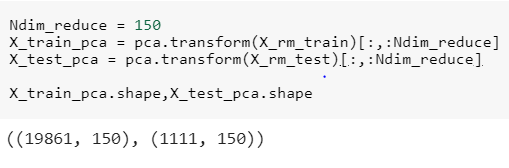 Ndim_reduce = 150
X_train_pca = pca.transform(X_rm_train)[:,:Ndim_reduce]
X_test_pca = pca.transform(X_rm_test)[:,:Ndim_reduce]
X_train_pca.shape,X_test_pca.shape
((19861, 150), (1111, 150))